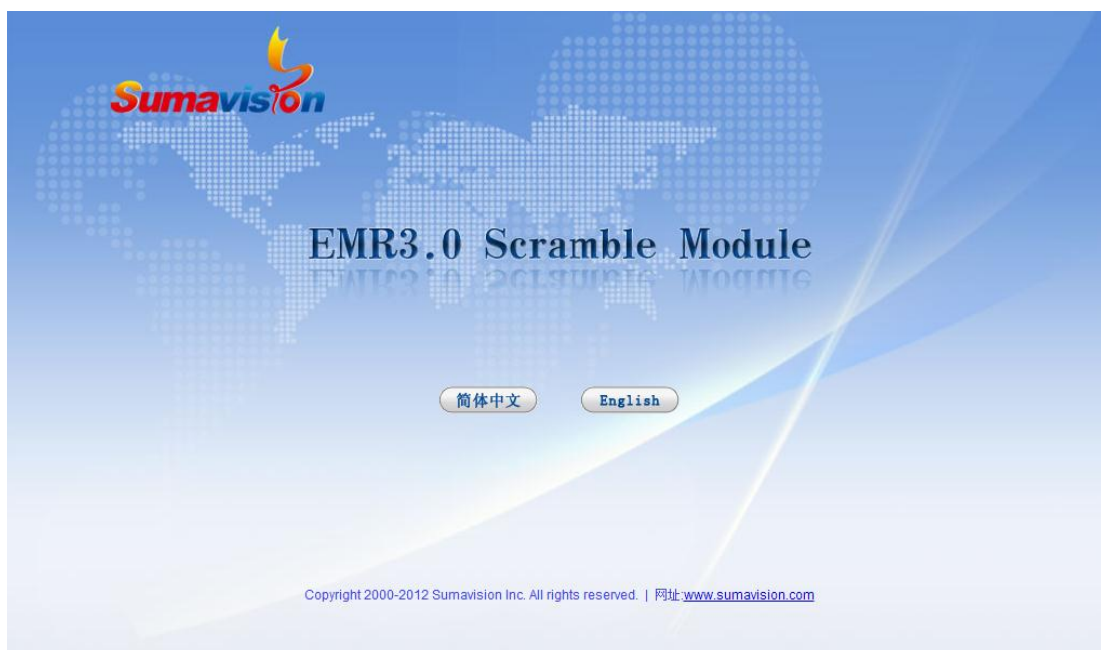 Sumavision
EMR3.0 Scramble Module
简体中文
English
Copyright 2000-2012 Sumavision Inc. All rights reserved. | 网址:www.sumavision.com